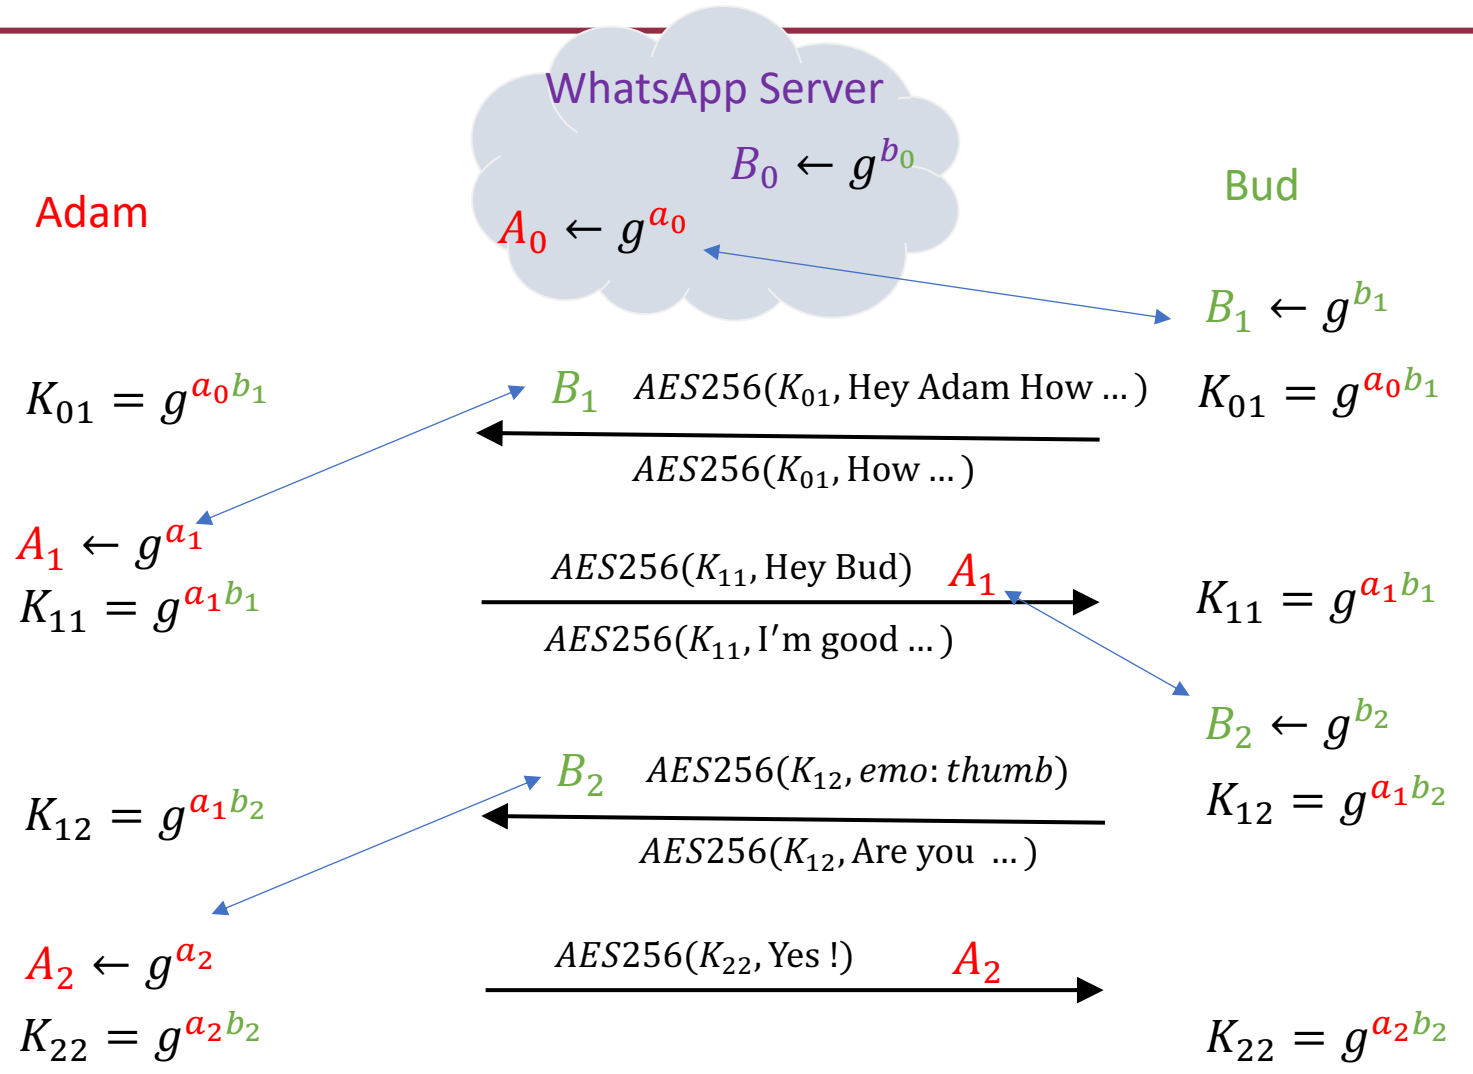 WhatsApp Server
B₀ ← g^{b₀}
A₀ ← g^{a₀}
Adam
Bud
B₁ ← g^{b₁}
K₀₁ = g^{a₀b₁}
B₁ AES256(K₀₁, Hey Adam How ...)
K₀₁ = g^{a₀b₁}
AES256(K₀₁, How ...)
A₁ ← g^{a₁}
K₁₁ = g^{a₁b₁}
AES256(K₁₁, Hey Bud) A₁
AES256(K₁₁, I′m good ...)
K₁₁ = g^{a₁b₁}
B₂ ← g^{b₂}
K₁₂ = g^{a₁b₂}
B₂ AES256(K₁₂, emo: thumb)
AES256(K₁₂, Are you ...)
K₁₂ = g^{a₁b₂}
A₂ ← g^{a₂}
K₂₂ = g^{a₂b₂}
AES256(K₂₂, Yes !) A₂
K₂₂ = g^{a₂b₂}